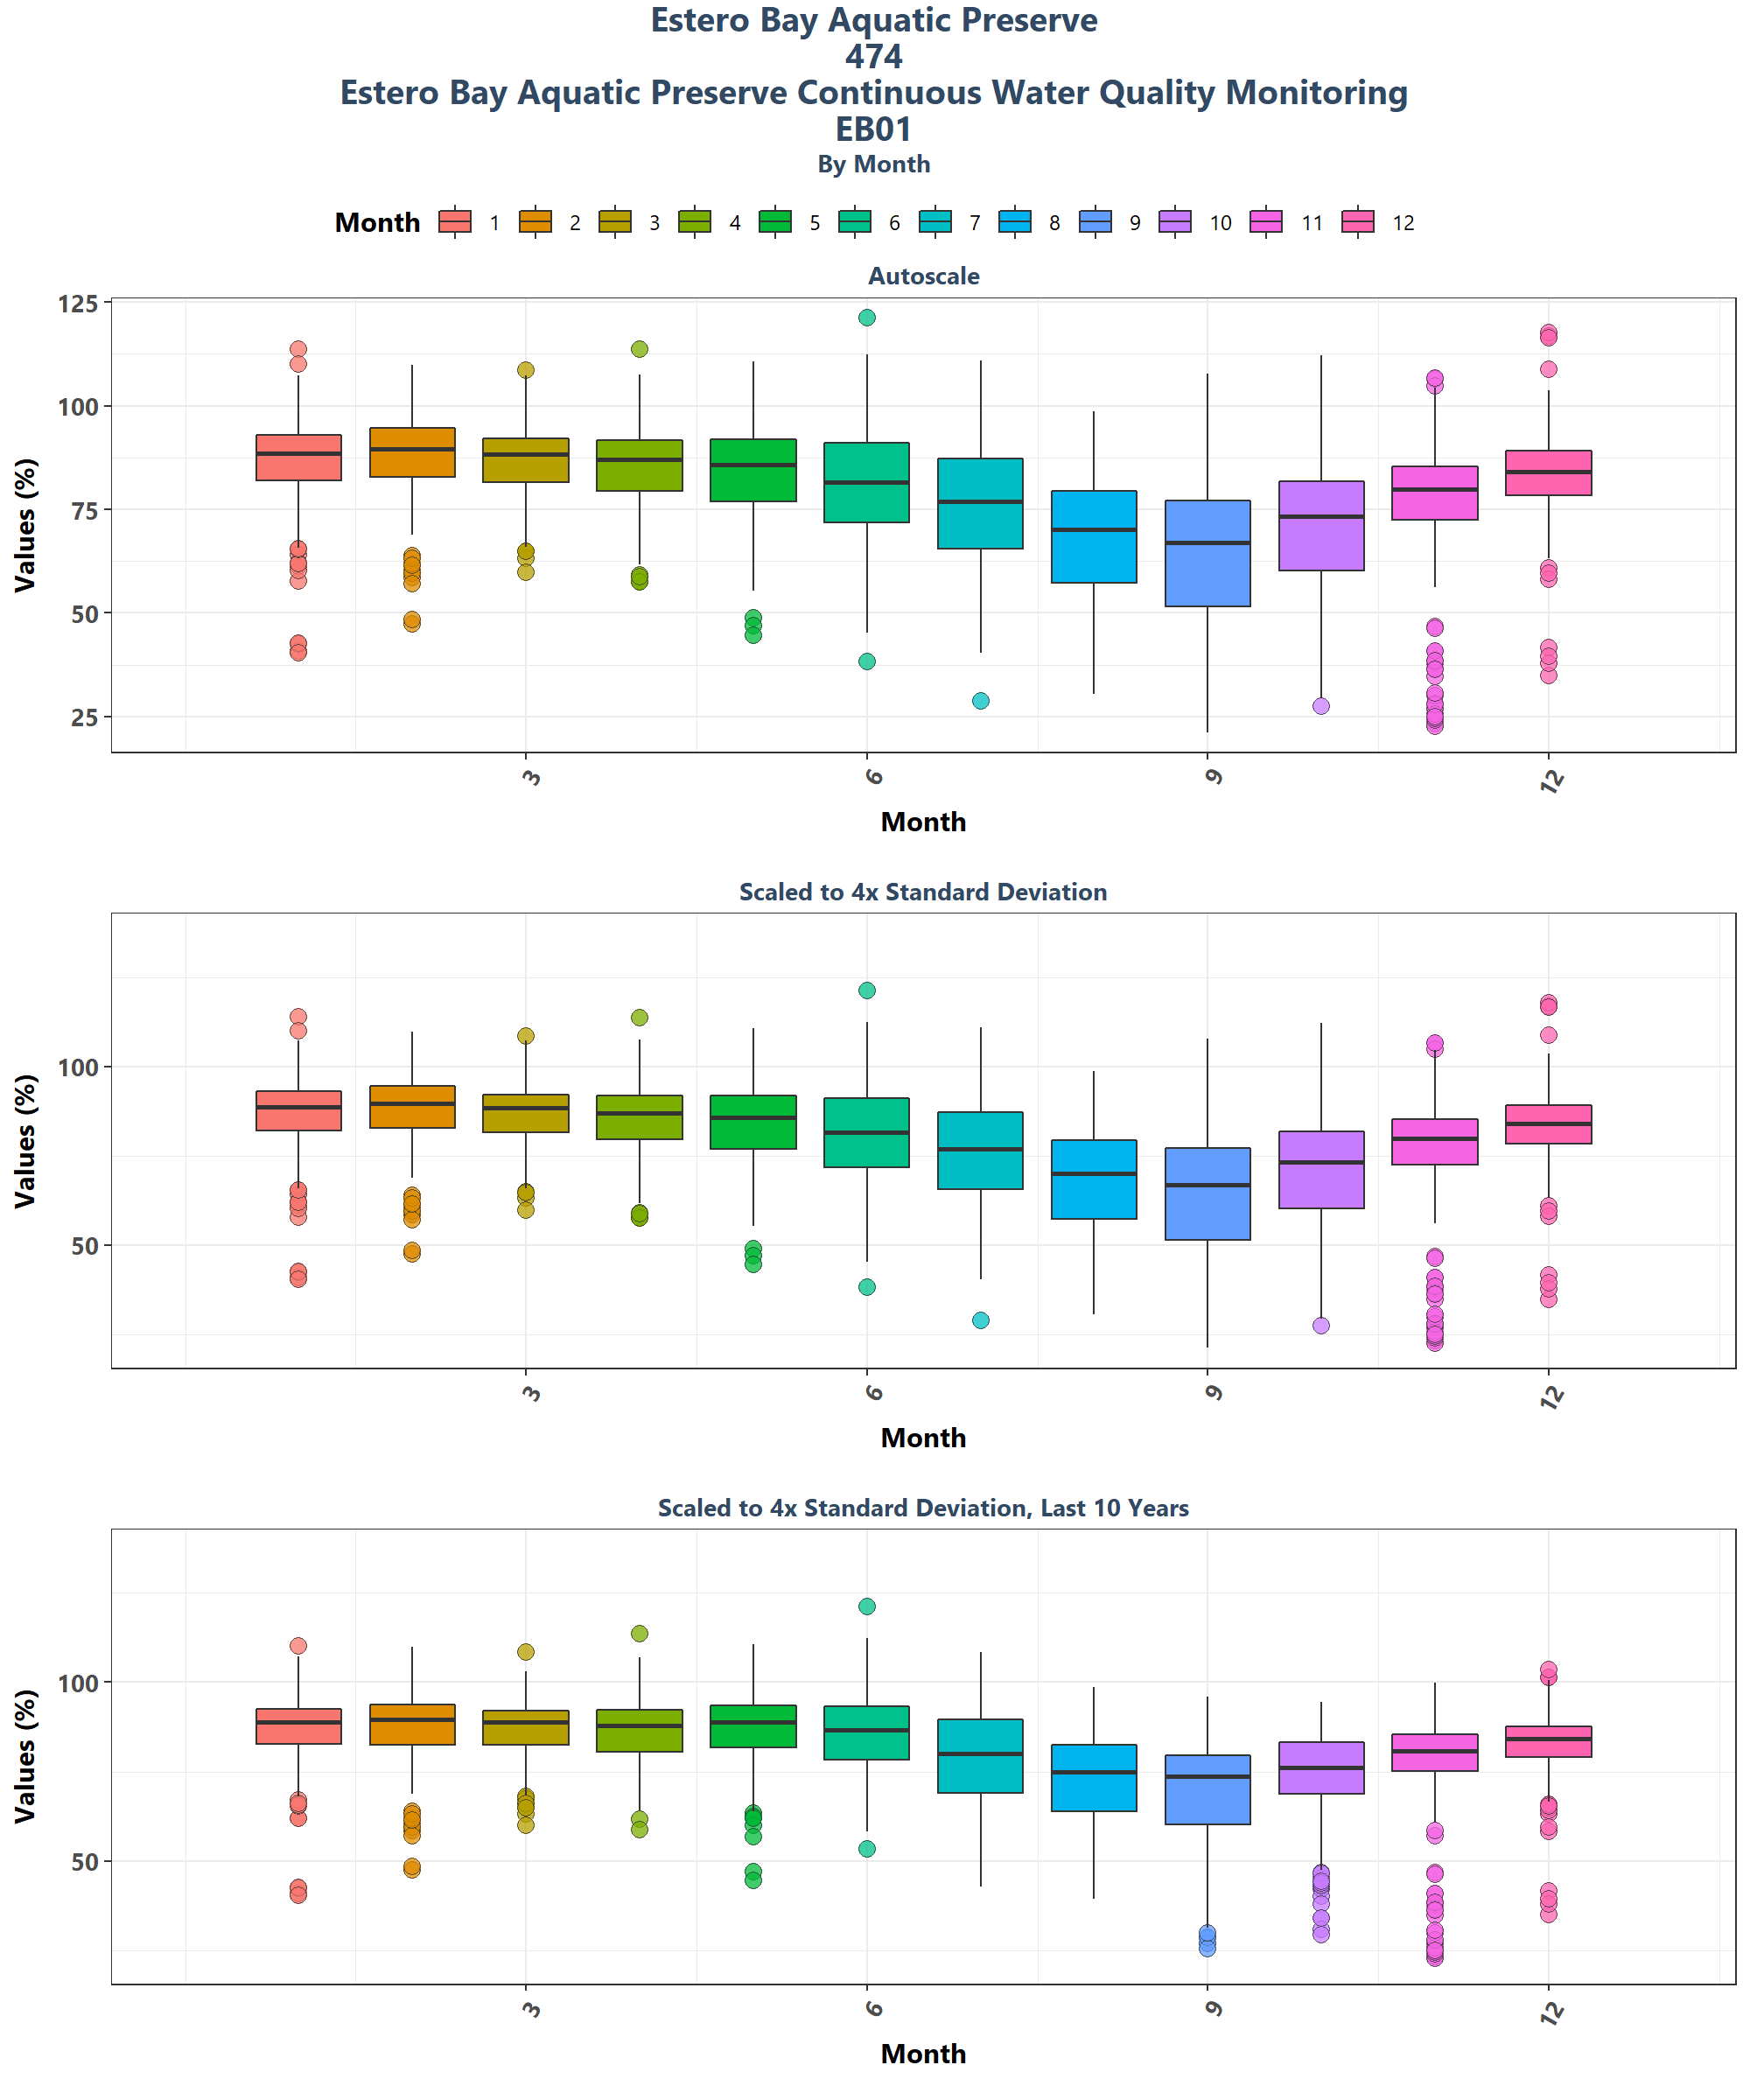 Estero Bay Aquatic Preserve
474
Estero Bay Aquatic Preserve Continuous Water Quality Monitoring
EB01
By Month
Month 1 2 3 4 5 6 7 8 9 10 11 12
Autoscale
Values (%)
125
100
75
50
25
3 6 9 12
Month
Scaled to 4x Standard Deviation
Values (%)
100
50
3 6 9 12
Month
Scaled to 4x Standard Deviation, Last 10 Years
Values (%)
100
50
3 6 9 12
Month